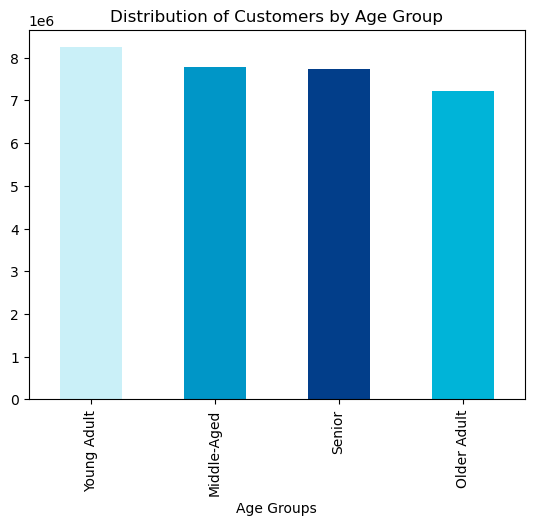 Distribution of Customers by Age Group
1e6
8
7
6
5
4
3
2
1
0
Young Adult
Middle-Aged
Senior
Older Adult
Age Groups